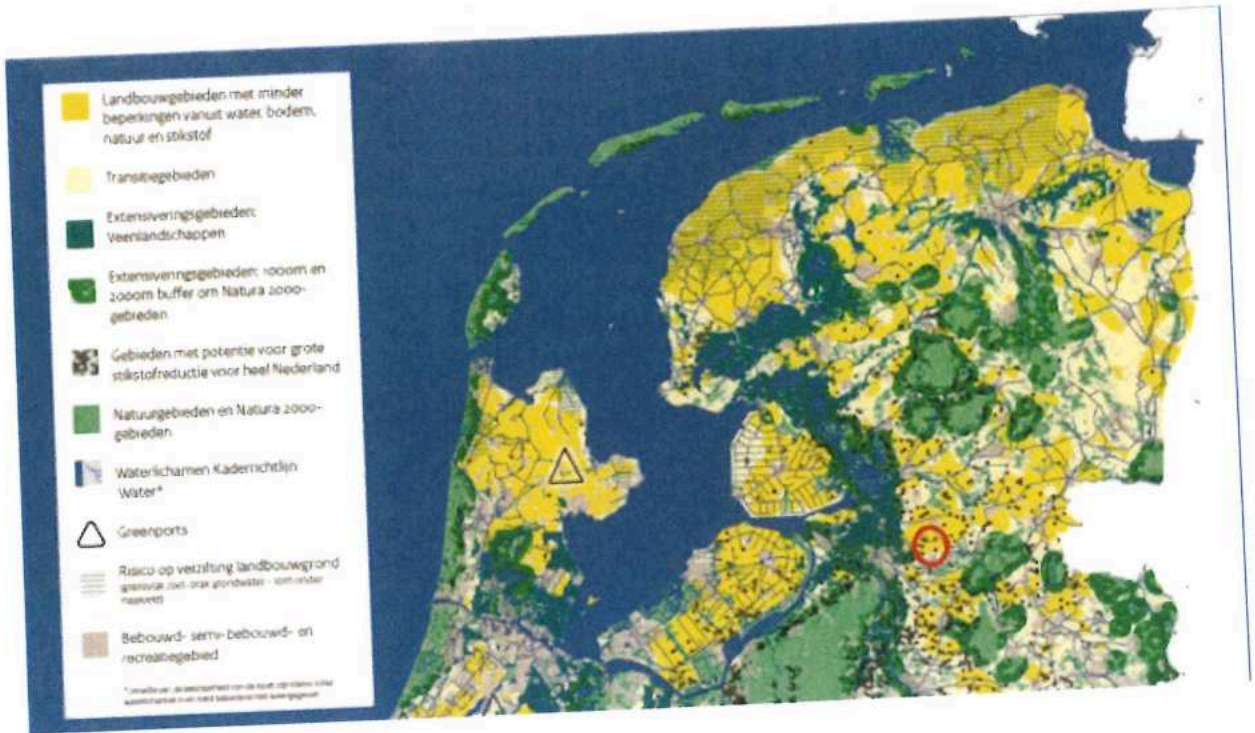 Landbouwgebieden met minder
beperkingen vanuit water, bodem,
natuur en stikstof
Transitiegebieden
Extensiveringsgebieden:
Veenlandschappen
Extensiveringsgebieden: 1000m en
2000m buffer om Natura 2000-
gebieden
Gebieden met potentie voor grote
stikstofreductie voor heel Nederland
Natuurgebieden en Natura 2000-
gebieden
Waterlichamen Kaderrichtlijn
Water*
Greenports
Risico op verzilting landbouwgrond
Bebouwd- semi-bebouwd- en
recreatiegebied